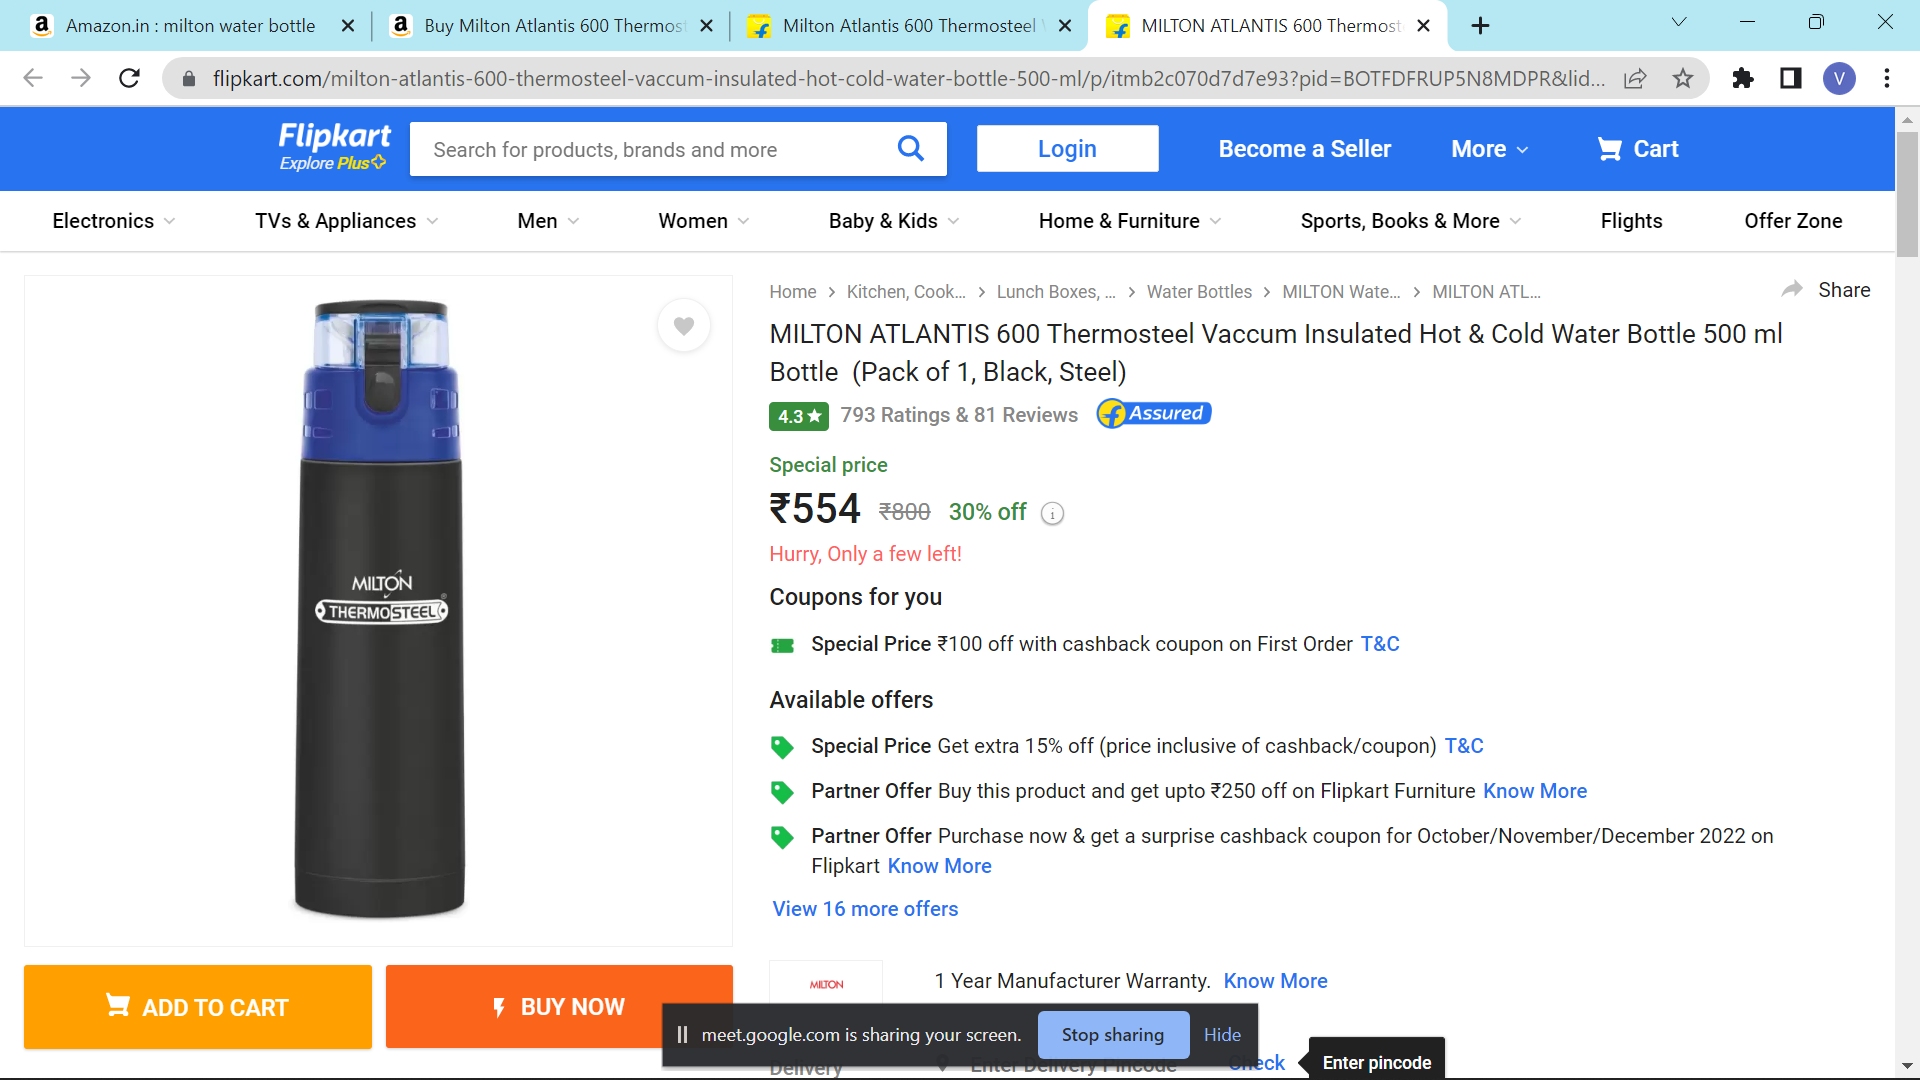 Amazon.in : milton water bottle
Buy Milton Atlantis 600 Thermost
Milton Atlantis 600 Thermosteel
MILTON ATLANTIS 600 Thermost
flipkart.com/milton-atlantis-600-thermosteel-vaccum-insulated-hot-cold-water-bottle-500-ml/p/itmb2c070d7d7e93?pid=BOTFDFRUP5N8MDPR&lid...
V
Flipkart
Explore Plus
Search for products, brands and more
Login
Become a Seller
More
Cart
Electronics
TVs & Appliances
Men
Women
Baby & Kids
Home & Furniture
Sports, Books & More
Flights
Offer Zone
Home > Kitchen, Cook... > Lunch Boxes, ... > Water Bottles > MILTON Wate... > MILTON ATL...
Share
MILTON ATLANTIS 600 Thermosteel Vaccum Insulated Hot & Cold Water Bottle 500 ml
Bottle (Pack of 1, Black, Steel)
4.3★ 793 Ratings & 81 Reviews Assured
Special price
₹554 ₹800 30% off
Hurry, Only a few left!
Coupons for you
Special Price ₹100 off with cashback coupon on First Order T&C
Available offers
Special Price Get extra 15% off (price inclusive of cashback/coupon) T&C
Partner Offer Buy this product and get upto ₹250 off on Flipkart Furniture Know More
Partner Offer Purchase now & get a surprise cashback coupon for October/November/December 2022 on
Flipkart Know More
View 16 more offers
MILTON
THERMOSTEEL
ADD TO CART
BUY NOW
MILTON
1 Year Manufacturer Warranty. Know More
meet.google.com is sharing your screen.
Stop sharing
Hide
Delivery
Enter Delivery Pincode
Check
Enter pincode